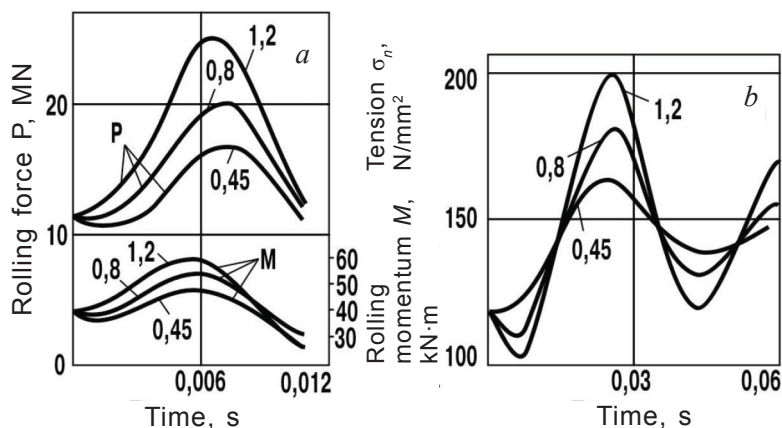 Rolling force P, MN
20
10
0
a
1,2
0,8
P
0,45
1,2
0,8
M
0,45
60
50
40
30
0,006
0,012
Time, s
Tension σn,
N/mm²
Rolling
momentum M,
kN·m
b
200
150
100
1,2
0,8
0,45
0,03
0,06
Time, s